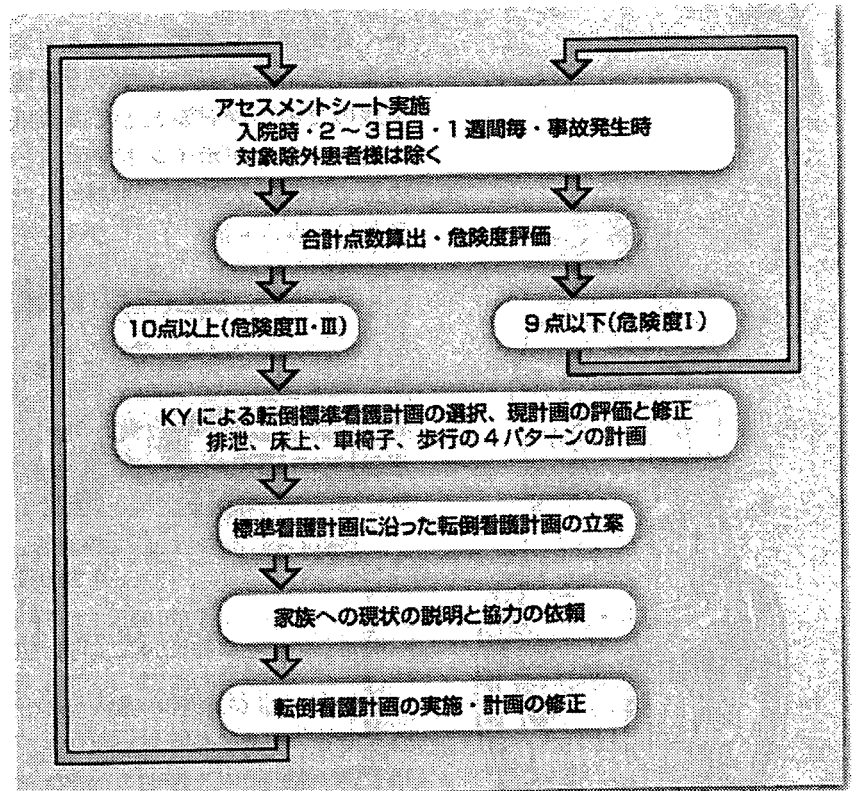 アセスメントシート実施
入院時・2～3日目・1週間毎・事故発生時
対象除外患者様は除く
合計点数算出・危険度評価
10点以上(危険度Ⅱ・Ⅲ)
9点以下(危険度Ⅰ)
KYによる転倒標準看護計画の選択、現計画の評価と修正
排泄、床上、車椅子、歩行の4パターンの計画
標準看護計画に沿った転倒看護計画の立案
家族への現状の説明と協力の依頼
転倒看護計画の実施・計画の修正